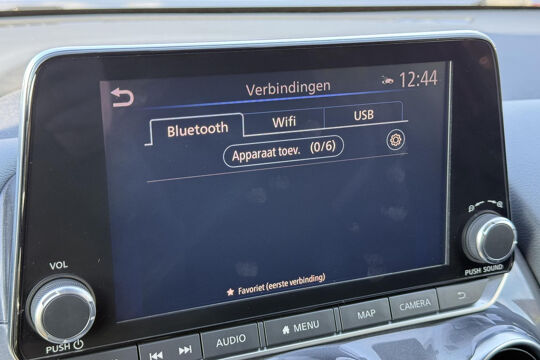 Verbindingen
12:44
Bluetooth
Wifi
USB
Apparaat toev. (0/6)
★ Favoriet (eerste verbinding)
VOL
PUSH
PUSH SOUND
AUDIO
MENU
MAP
CAMERA